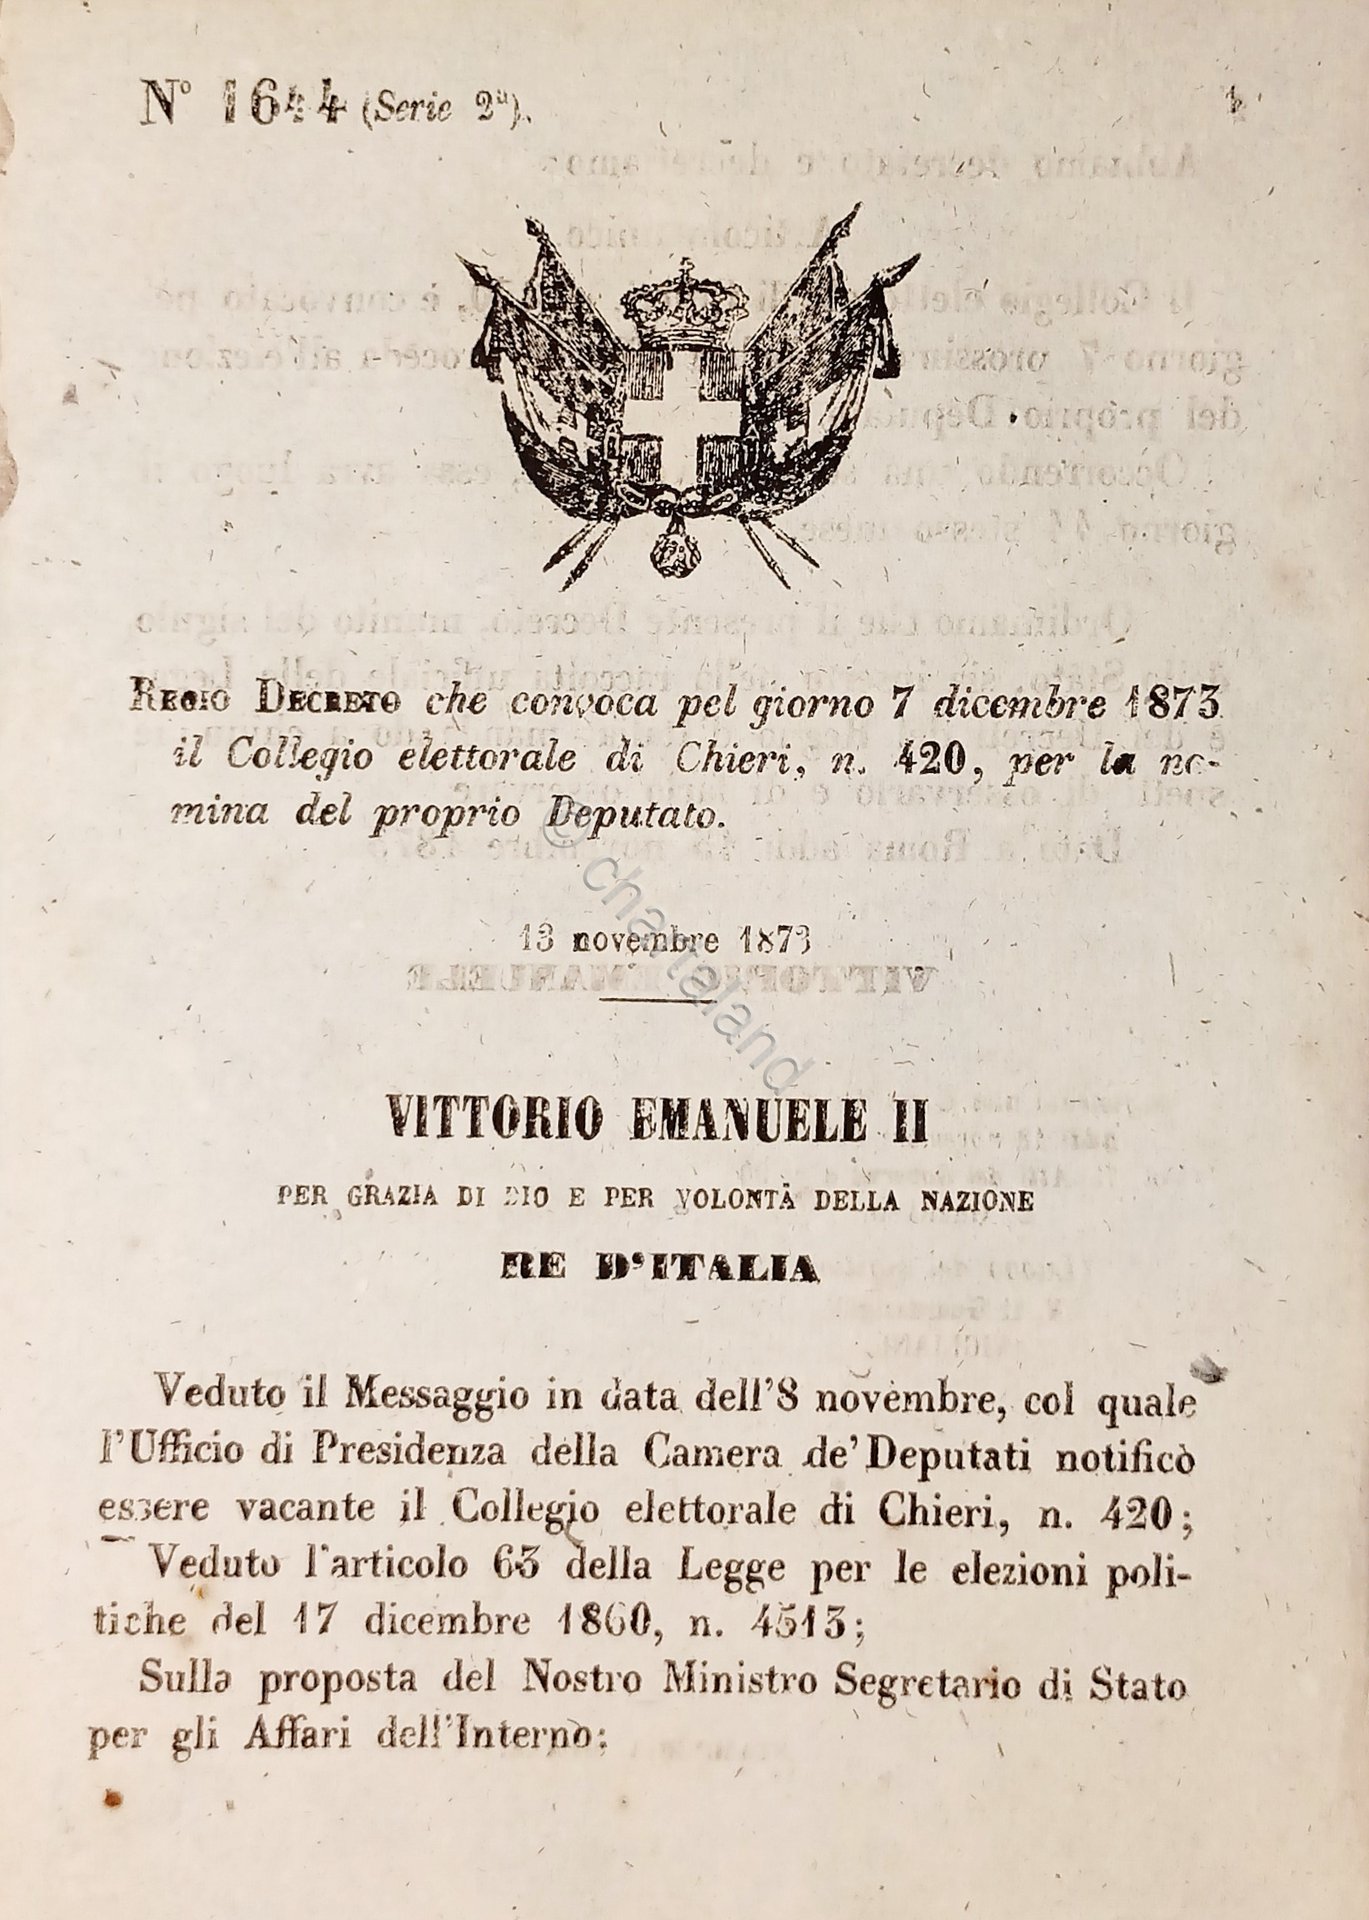 N° 1644 (Serie 2ª).
1
REGIO DECRETO che convoca pel giorno 7 dicembre 1873
il Collegio elettorale di Chieri, n. 420, per la no-
mina del proprio Deputato.
© chartaland
13 novembre 1873
VITTORIO EMANUELE II
PER GRAZIA DI DIO E PER VOLONTÀ DELLA NAZIONE
RE D'ITALIA
Veduto il Messaggio in data dell'8 novembre, col quale
l'Ufficio di Presidenza della Camera de' Deputati notificò
essere vacante il Collegio elettorale di Chieri, n. 420;
Veduto l'articolo 63 della Legge per le elezioni poli-
tiche del 17 dicembre 1860, n. 4513;
Sulla proposta del Nostro Ministro Segretario di Stato
per gli Affari dell'Interno: